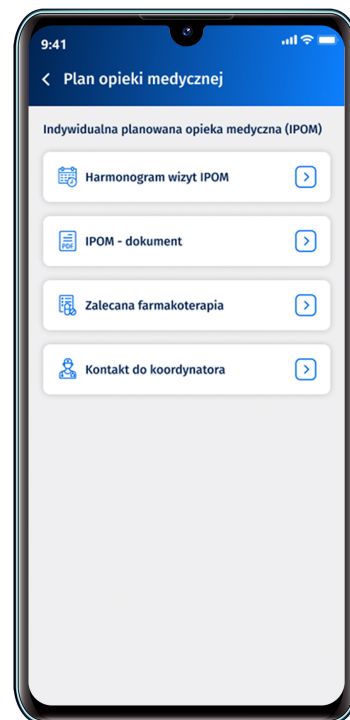 9:41
Plan opieki medycznej
Indywidualna planowana opieka medyczna (IPOM)
Harmonogram wizyt IPOM
PDF
IPOM - dokument
Zalecana farmakoterapia
Kontakt do koordynatora